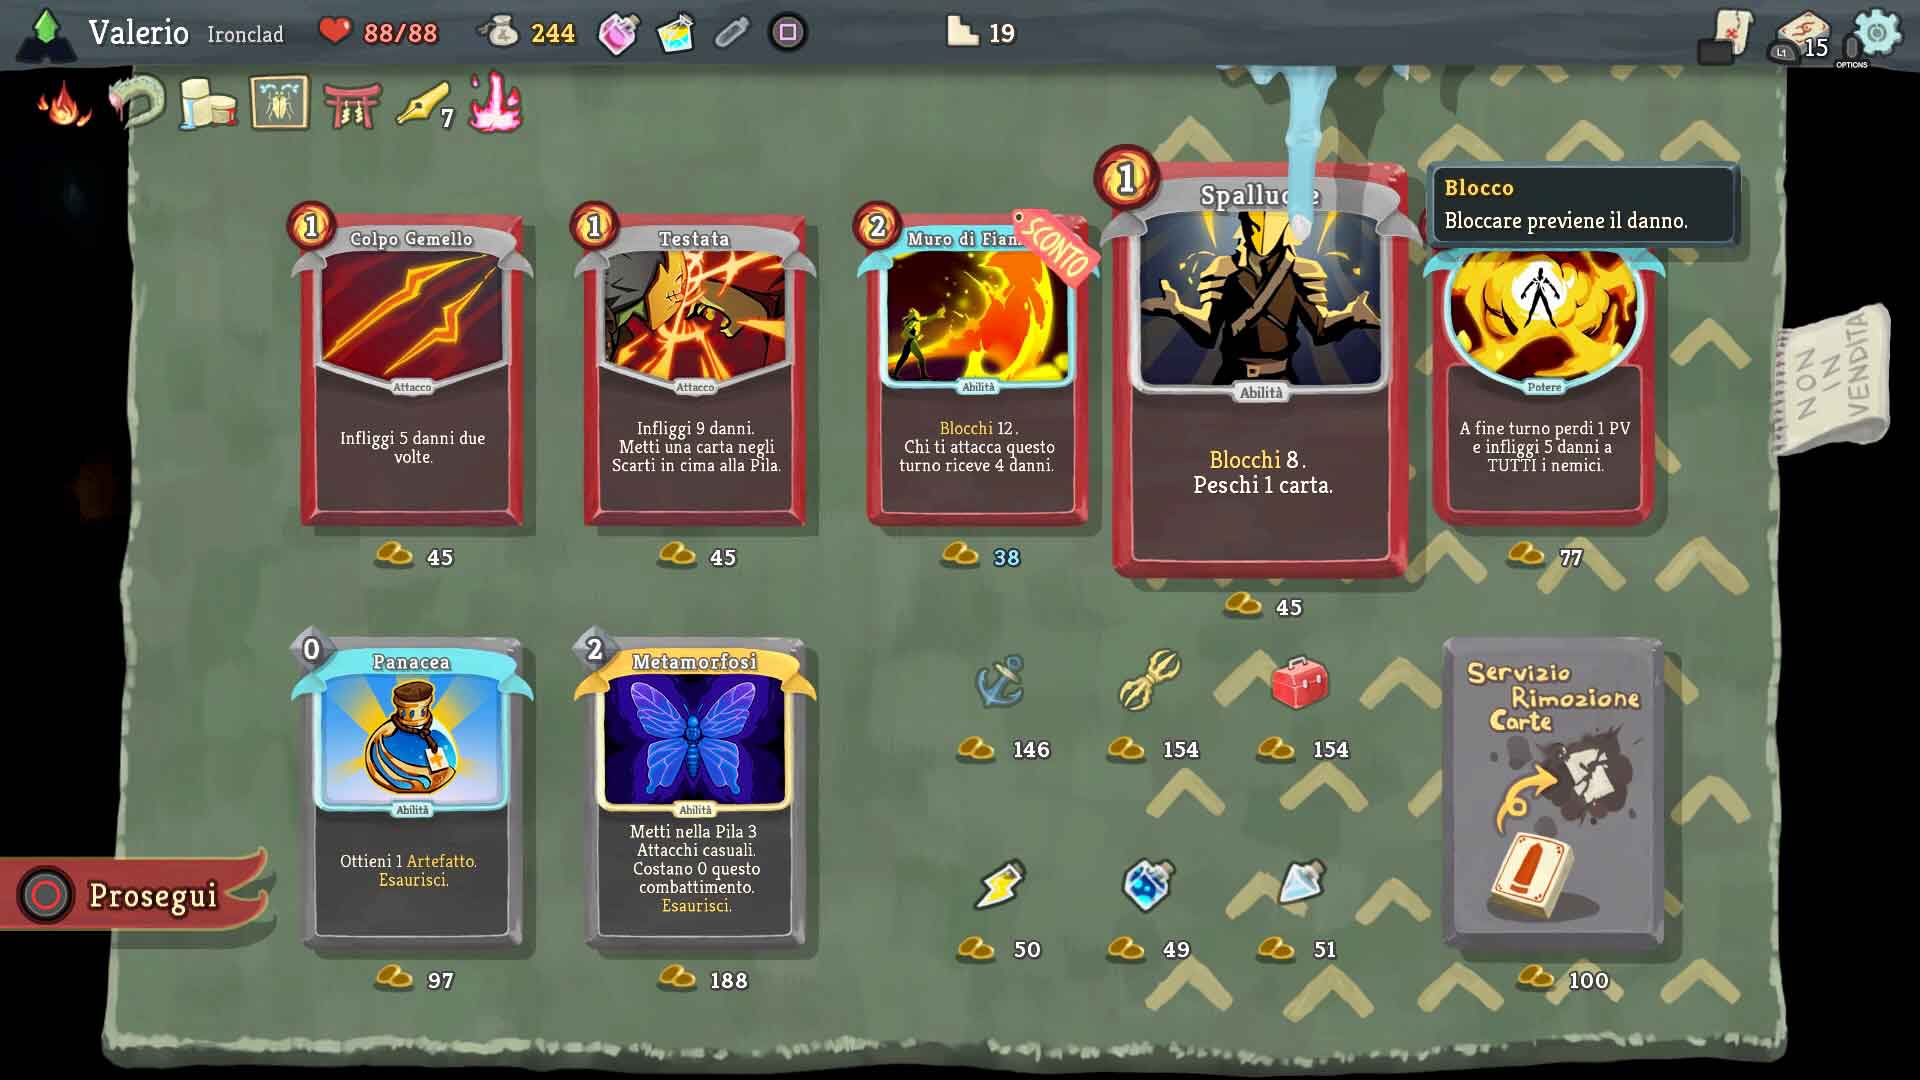 Valerio Ironclad 88/88 244 19 15
L1
OPTIONS
7
1 Colpo Gemello
Attacco
Infliggi 5 danni due
volte.
45
1 Testata
Attacco
Infliggi 9 danni.
Metti una carta negli
Scarti in cima alla Pila.
45
2 Muro di Fiam
SCONTO
Abilità
Blocchi 12.
Chi ti attacca questo
turno riceve 4 danni.
38
1
Abilità
Blocchi 8.
Peschi 1 carta.
45
Blocco
Bloccare previene il danno.
Potere
A fine turno perdi 1 PV
e infliggi 5 danni a
TUTTI i nemici.
77
NON
IN
VENDITA
0 Panacea
Abilità
Ottieni 1 Artefatto.
Esaurisci.
97
2 Metamorfosi
Abilità
Metti nella Pila 3
Attacchi casuali.
Costano 0 questo
combattimento.
Esaurisci.
188
146 154 154
50 49 51
Servizio
Rimozione
Carte
100
Prosegui